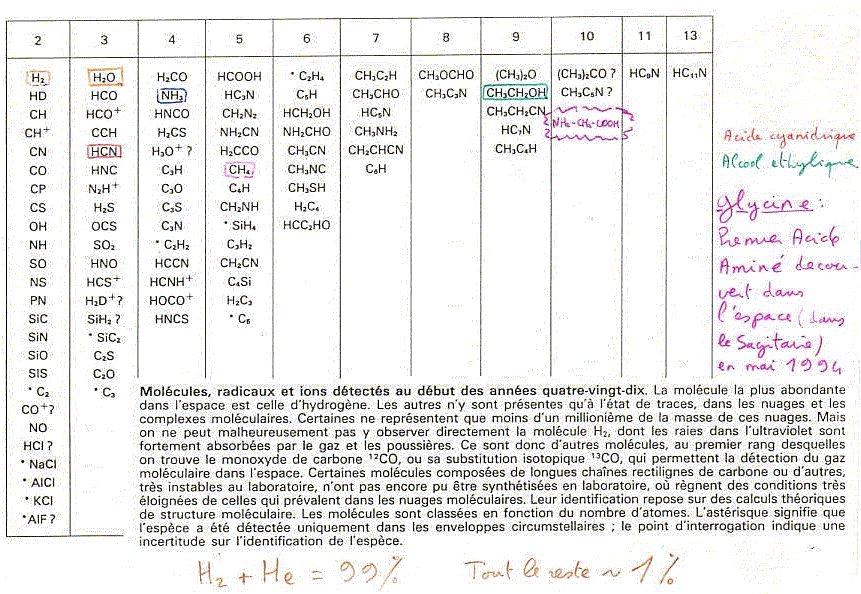 2 3 4 5 6 7 8 9 10 11 13
H₂ H₂O H₂CO HCOOH * C₂H₄ CH₃C₂H CH₃OCHO (CH₃)₂O (CH₃)₂CO ? HC₉N HC₁₁N
HD HCO NH₃ HC₃N C₅H CH₃CHO CH₃C₃N CH₃CH₂OH CH₃C₅N ?
CH HCO⁺ HNCO CH₂N₂ HCH₂OH HC₅N CH₃CH₂CN
CH⁺ CCH H₂CS NH₂CN NH₂CHO CH₃NH₂ HC₇N NH₂-CH₂-COOH
CN HCN H₃O⁺ ? H₂CCO CH₃CN CH₂CHCN CH₃C₄H
CO HNC C₃H CH₄ CH₃NC C₆H
CP N₂H⁺ C₃O C₄H CH₃SH
CS H₂S C₃S CH₂NH H₂C₄
OH OCS C₃N * SiH₄ HCC₂HO
NH SO₂ * C₂H₂ C₃H₂
SO HNO HCCN CH₂CN
NS HCS⁺ HCNH⁺ C₄Si
PN H₂D⁺? HOCO⁺ H₂C₃
SiC SiH₂ ? HNCS * C₅
SiN * SiC₂
SiO C₂S
SIS C₂O
* C₂ * C₃
CO⁺?
NO
HCl ?
* NaCl
* AlCl
* KCl
*AlF ?
Acide cyanidrique
Alcool ethylique
Glycine :
Premier Acide
Aminé decou-
vert dans
l'espace (dans
le Sagitaire)
en mai 1994
Molécules, radicaux et ions détectés au début des années quatre-vingt-dix. La molécule la plus abondante
dans l'espace est celle d'hydrogène. Les autres n'y sont présentes qu'à l'état de traces, dans les nuages et les
complexes moléculaires. Certaines ne représentent que moins d'un millionième de la masse de ces nuages. Mais
on ne peut malheureusement pas y observer directement la molécule H₂, dont les raies dans l'ultraviolet sont
fortement absorbées par le gaz et les poussières. Ce sont donc d'autres molécules, au premier rang desquelles
on trouve le monoxyde de carbone ¹²CO, ou sa substitution isotopique ¹³CO, qui permettent la détection du gaz
moléculaire dans l'espace. Certaines molécules composées de longues chaînes rectilignes de carbone ou d'autres,
très instables au laboratoire, n'ont pas encore pu être synthétisées en laboratoire, où règnent des conditions très
éloignées de celles qui prévalent dans les nuages moléculaires. Leur identification repose sur des calculs théoriques
de structure moléculaire. Les molécules sont classées en fonction du nombre d'atomes. L'astérisque signifie que
l'espèce a été détectée uniquement dans les enveloppes circumstellaires ; le point d'interrogation indique une
incertitude sur l'identification de l'espèce.
H₂ + He = 99% Tout le reste ~ 1%